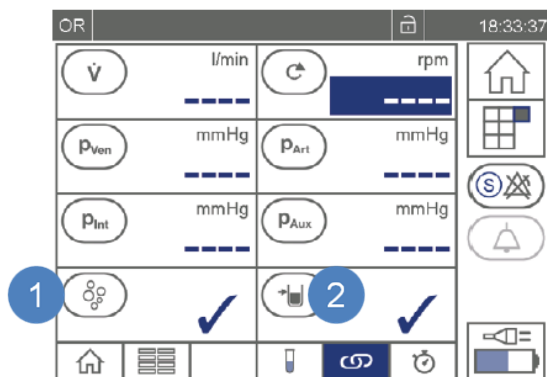 OR 18:33:37
V̇ l/min rpm
---- ----
pVen mmHg pArt mmHg
---- ----
pInt mmHg pAux mmHg
---- ----
1 2
S